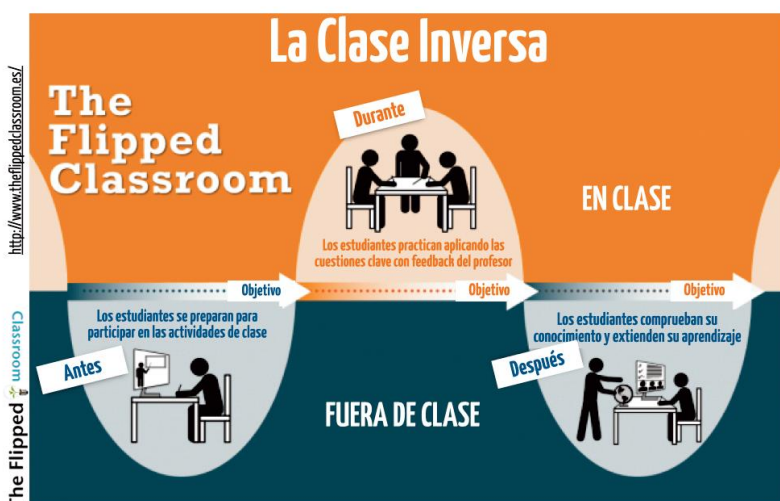 La Clase Inversa
The
Flipped
Classroom
http://www.theflippedclassroom.es/
Durante
EN CLASE
Los estudiantes practican aplicando las
cuestiones clave con feedback del profesor
Objetivo
Objetivo
Objetivo
Los estudiantes se preparan para
participar en las actividades de clase
Antes
Los estudiantes comprueban su
conocimiento y extienden su aprendizaje
Después
FUERA DE CLASE
The Flipped Classroom